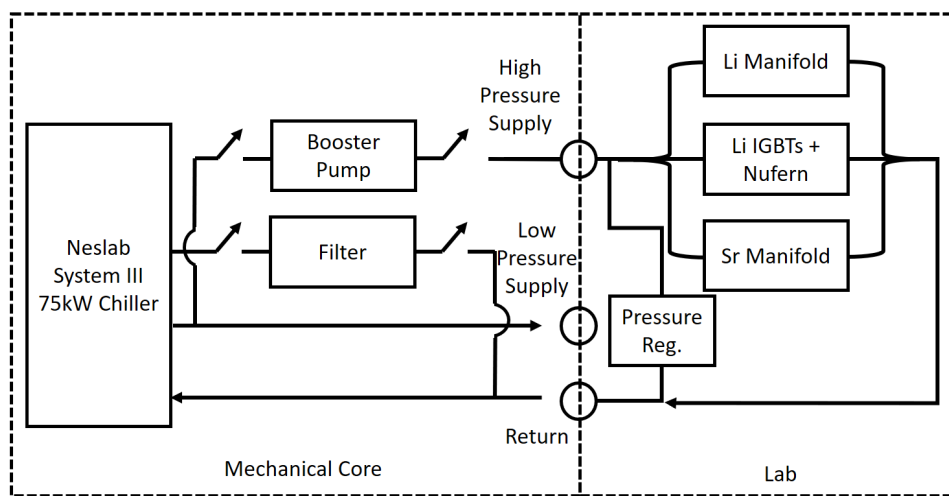 High
Pressure
Supply
Li Manifold
Booster
Pump
Li IGBTs +
Nufern
Neslab
System III
75kW Chiller
Filter
Low
Pressure
Supply
Sr Manifold
Pressure
Reg.
Return
Mechanical Core
Lab